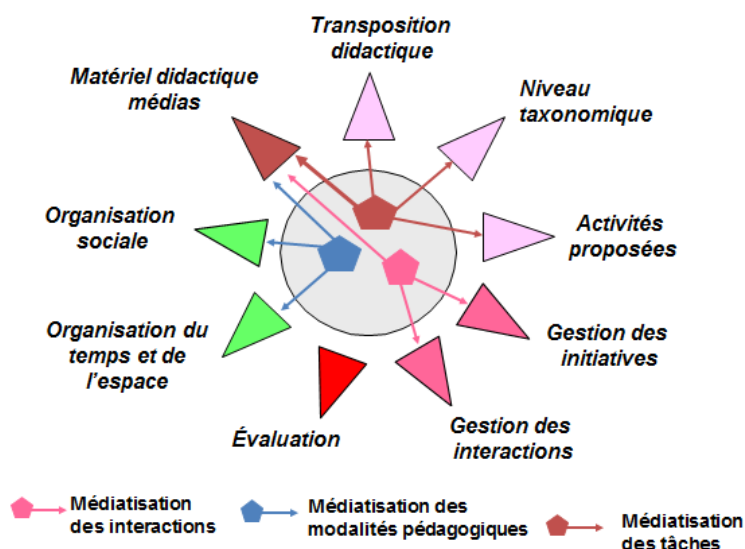 Transposition
didactique
Matériel didactique
médias
Niveau
taxonomique
Organisation
sociale
Activités
proposées
Organisation du
temps et de
l'espace
Gestion des
initiatives
Évaluation
Gestion des
interactions
Médiatisation
des interactions
Médiatisation des
modalités pédagogiques
Médiatisation
des tâches